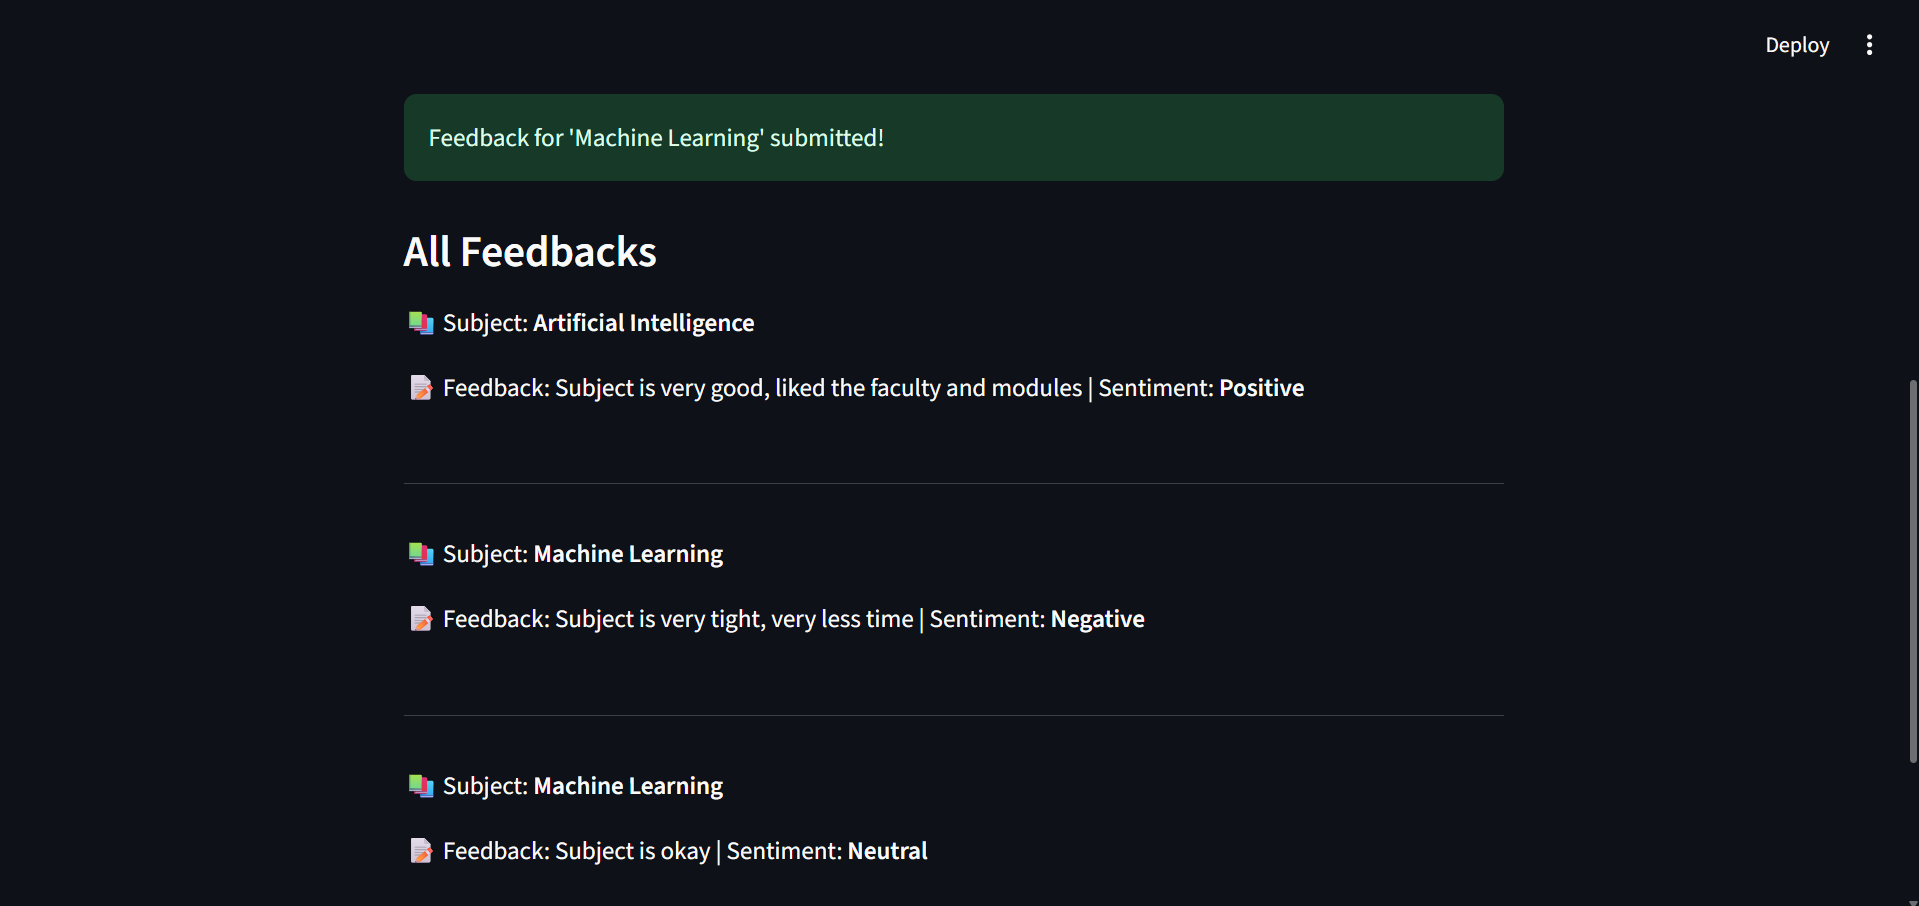 Deploy
Feedback for 'Machine Learning' submitted!
All Feedbacks
Subject: Artificial Intelligence
Feedback: Subject is very good, liked the faculty and modules | Sentiment: Positive
Subject: Machine Learning
Feedback: Subject is very tight, very less time | Sentiment: Negative
Subject: Machine Learning
Feedback: Subject is okay | Sentiment: Neutral